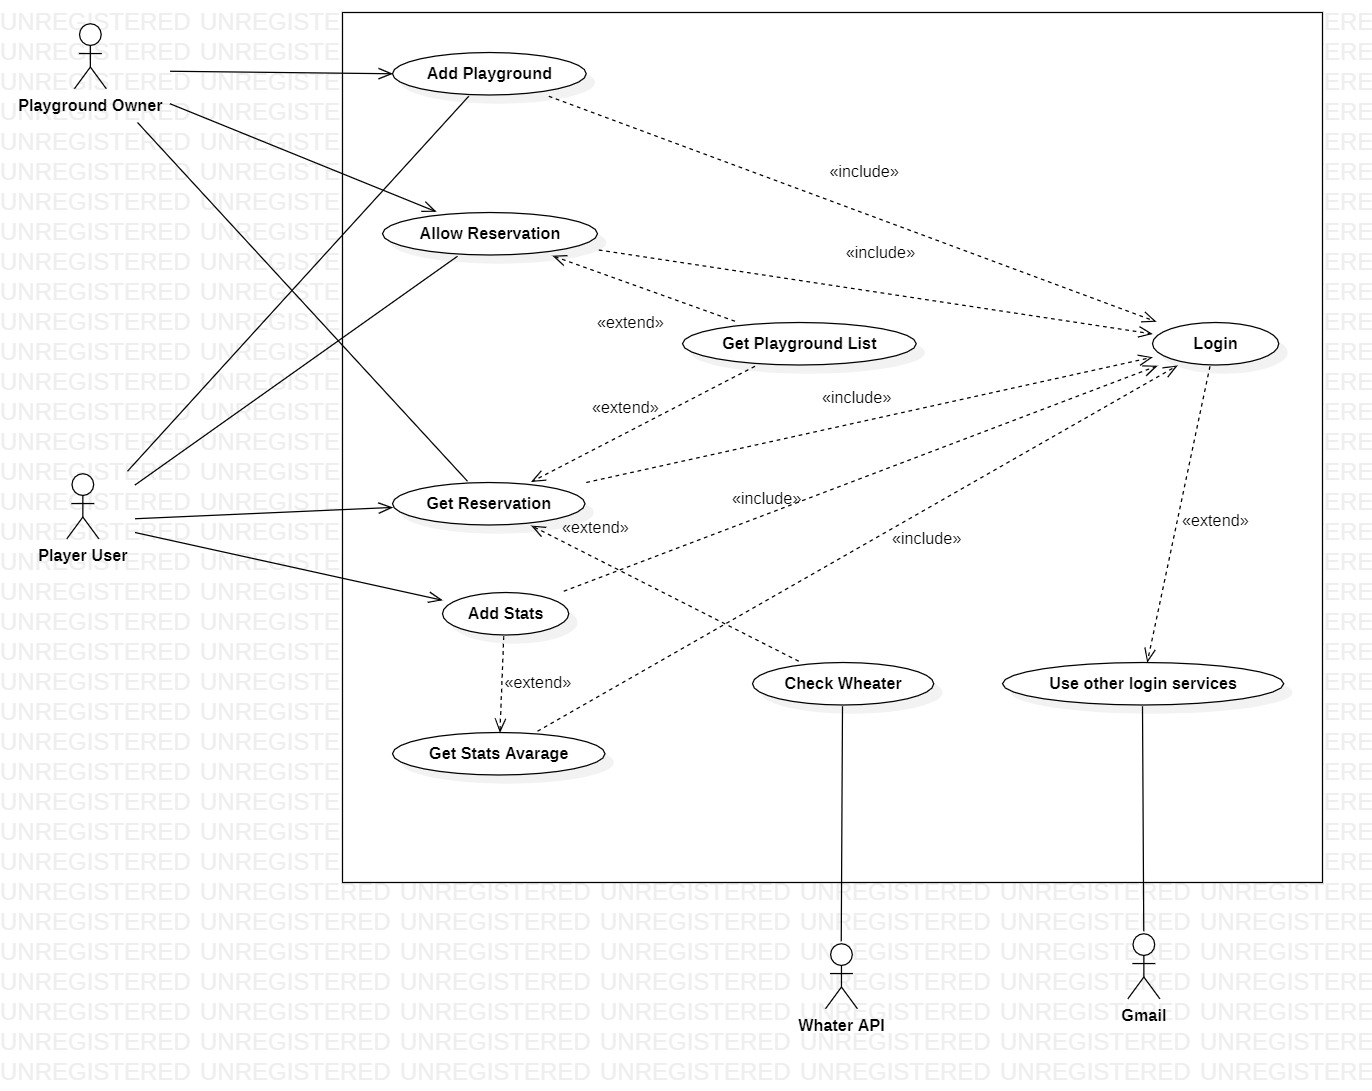 Playground Owner
Add Playground
«include»
Allow Reservation
«include»
«extend»
Get Playground List
Login
«include»
«extend»
Get Reservation
«include»
«extend»
«extend»
«include»
Player User
Add Stats
«extend»
Check Wheater
Use other login services
Get Stats Avarage
Whater API
Gmail
UNREGISTERED